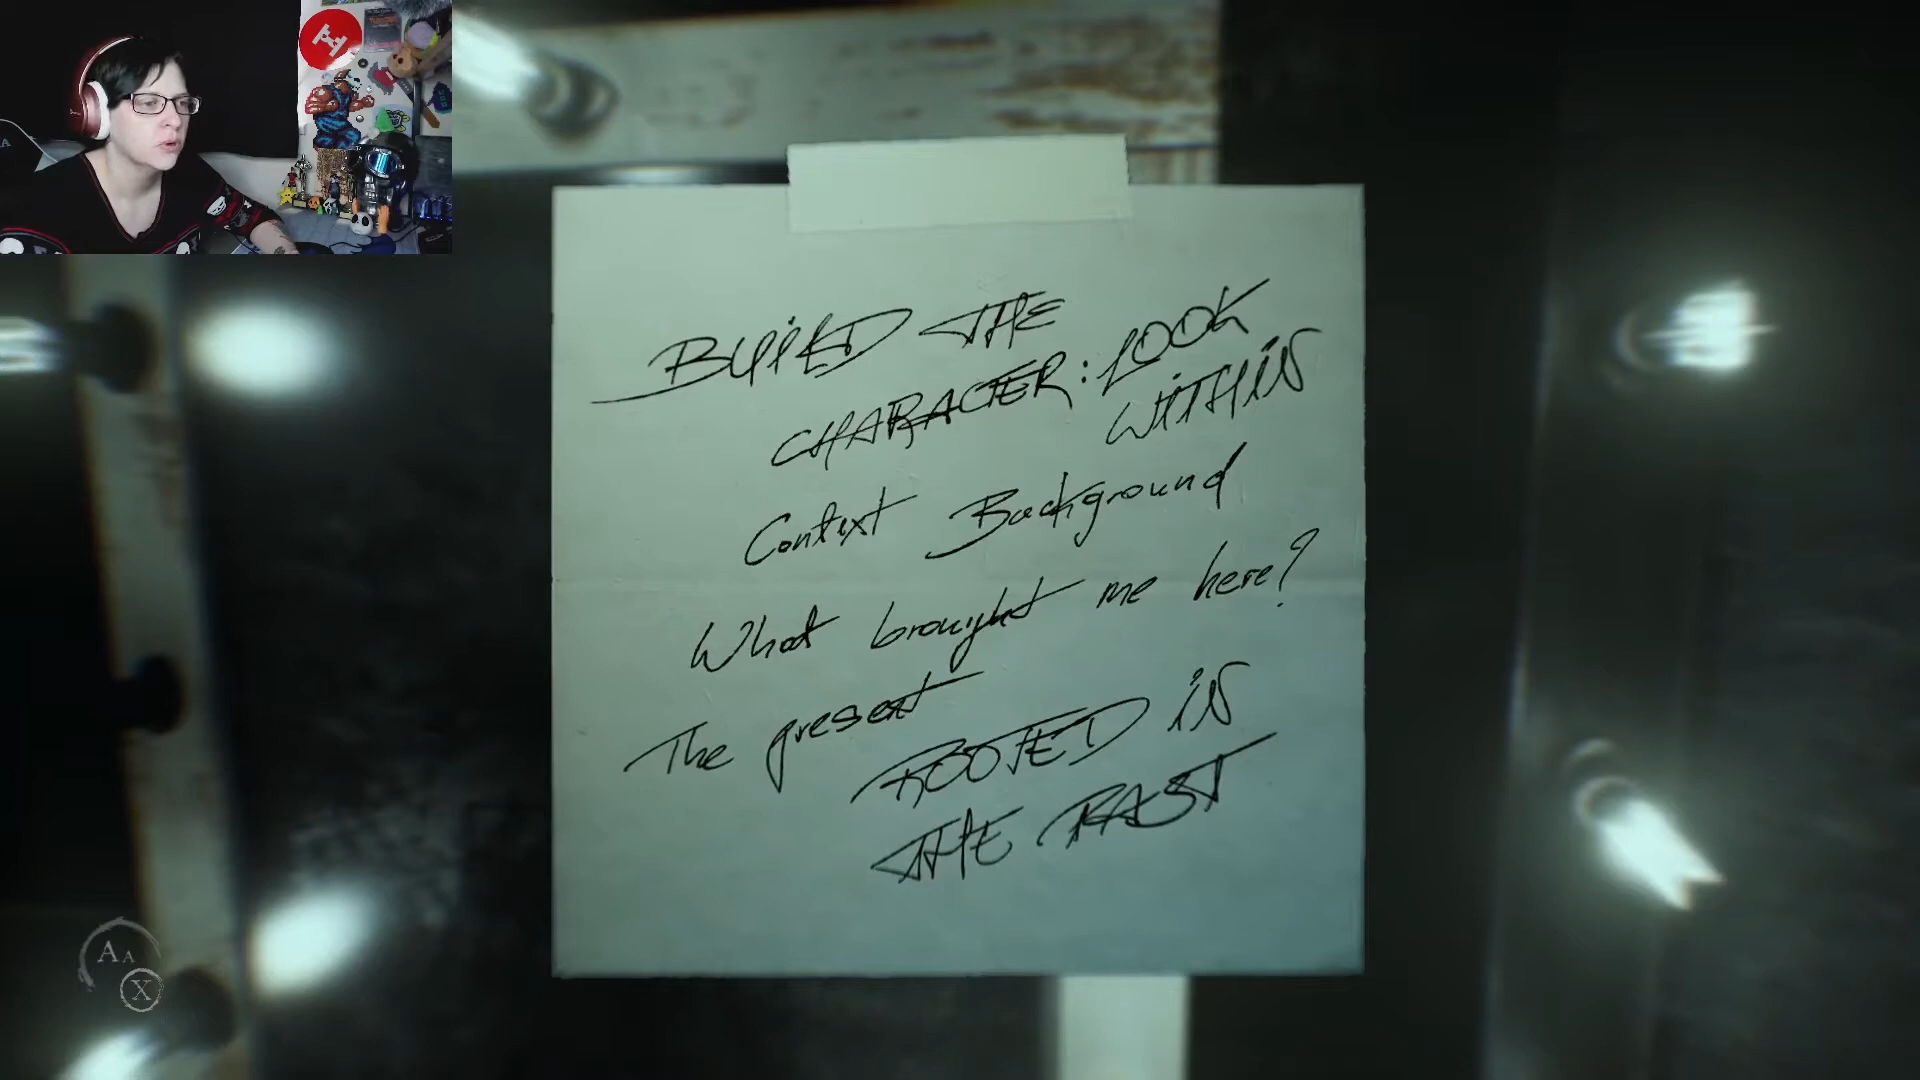 BUILD THE
CHARACTER: LOOK
WITHIN
Context Background
What brought me here?
The present
ROOTED IN
THE PAST
A A
X